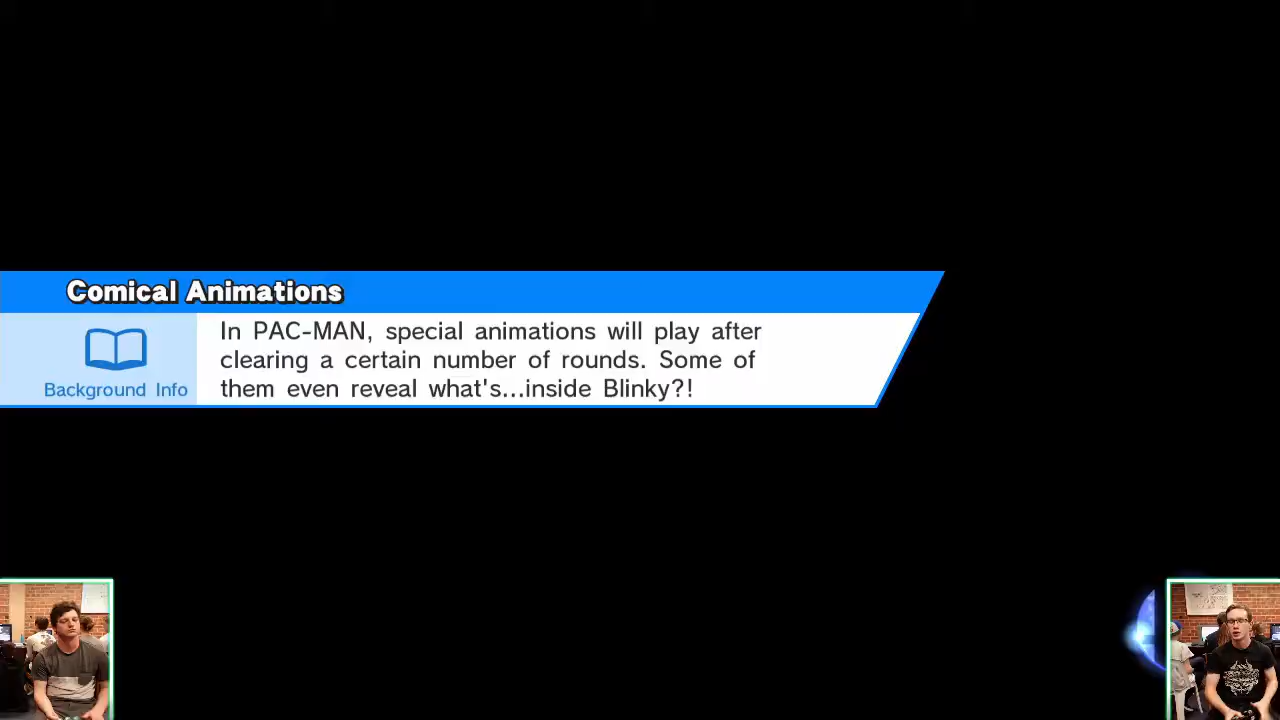 Comical Animations
In PAC-MAN, special animations will play after
clearing a certain number of rounds. Some of
them even reveal what's...inside Blinky?!
Background Info